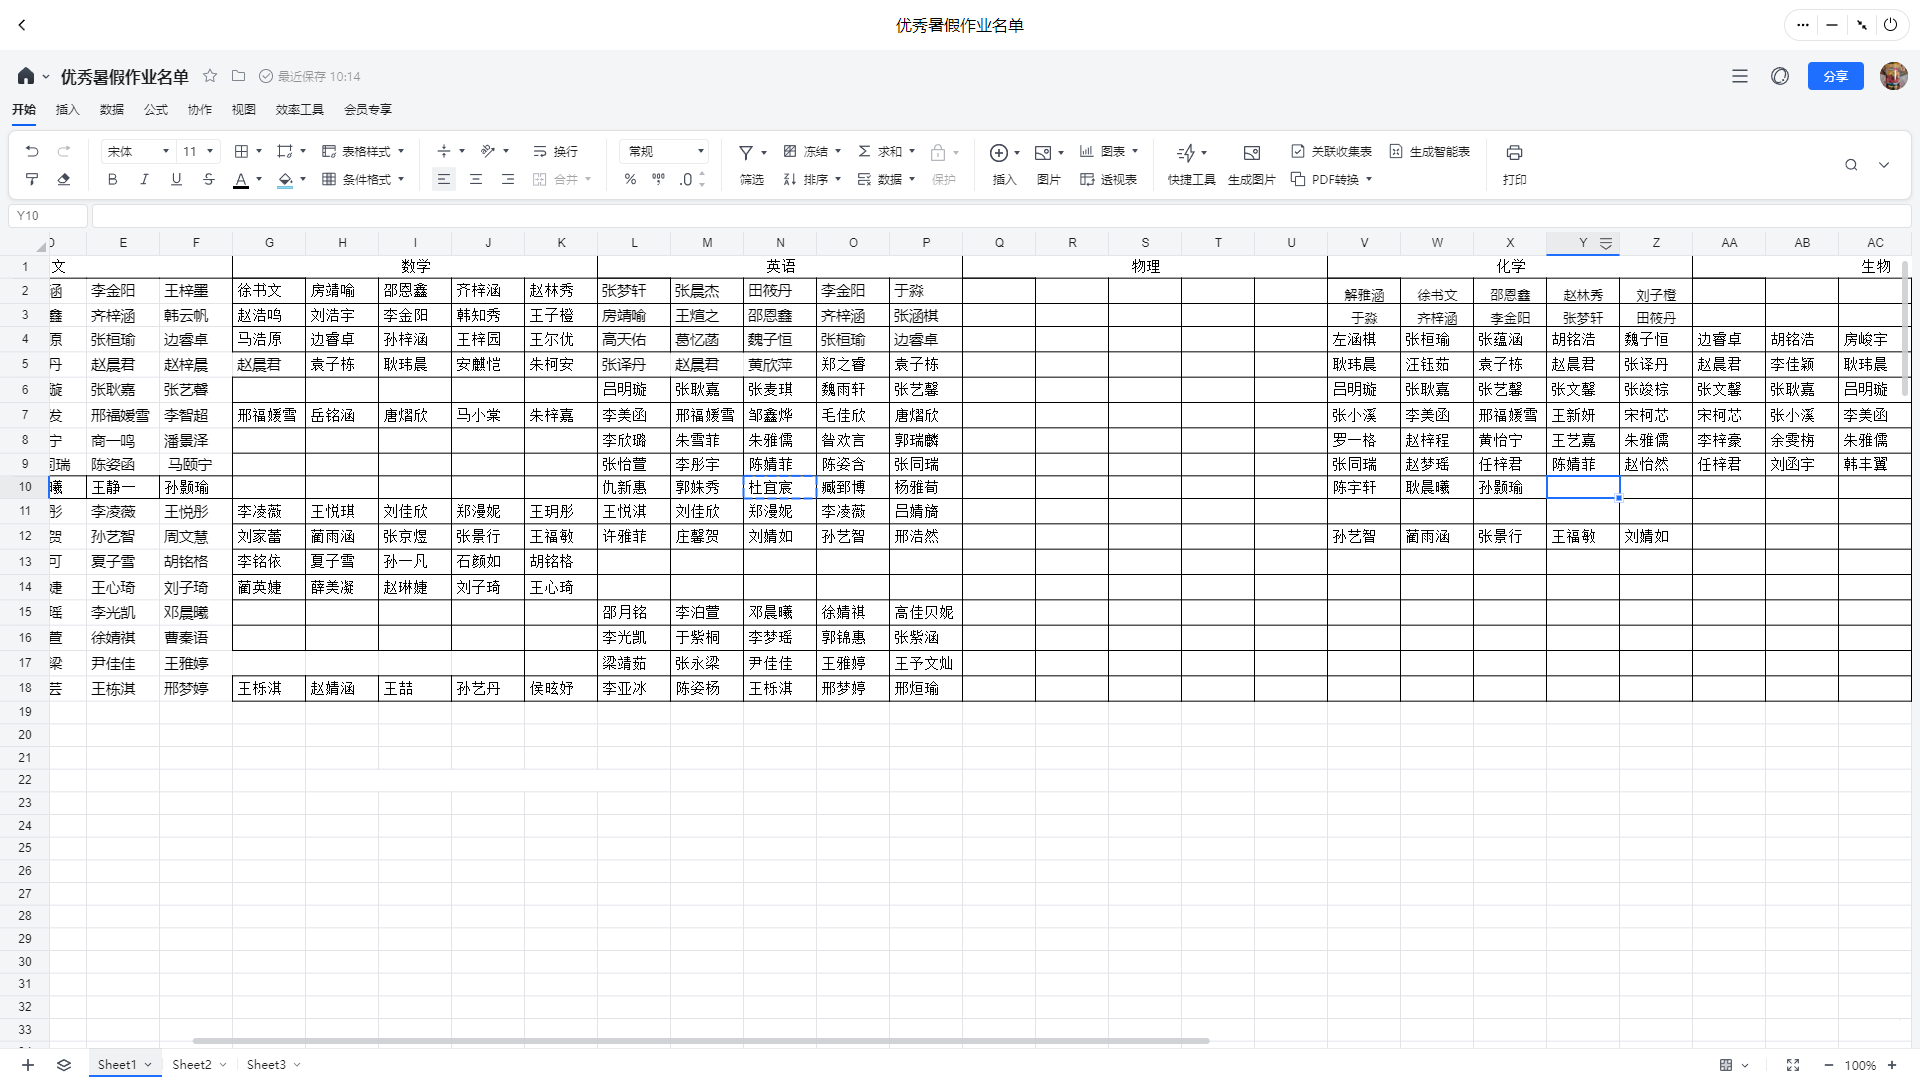 优秀暑假作业名单
优秀暑假作业名单 最近保存 10:14 分享
开始 插入 数据 公式 协作 视图 效率工具 会员专享
宋体 11 表格样式 换行 常规 冻结 求和 图表 关联收集表 生成智能表
B I U S A 条件格式 合并 % .0 筛选 排序 数据 保护 插入 图片 透视表 快捷工具 生成图片 PDF转换 打印
Y10
D E F G H I J K L M N O P Q R S T U V W X Y Z AA AB AC
1 文 数学 英语 物理 化学 生物
2 涵 李金阳 王梓墨 徐书文 房靖喻 邵恩鑫 齐梓涵 赵林秀 张梦轩 张晨杰 田筱丹 李金阳 于淼 解雅涵 徐书文 邵恩鑫 赵林秀 刘子橙
3 鑫 齐梓涵 韩云帆 赵浩鸣 刘浩宇 李金阳 韩知秀 王子橙 房靖喻 王煊之 邵恩鑫 齐梓涵 张涵棋 于淼 齐梓涵 李金阳 张梦轩 田筱丹
4 原 张桓瑜 边睿卓 马浩原 边睿卓 孙梓涵 王梓园 王尔优 高天佑 葛忆菡 魏子恒 张桓瑜 边睿卓 左涵棋 张桓瑜 张蕴涵 胡铭浩 魏子恒 边睿卓 胡铭浩 房峻宇
5 丹 赵晨君 赵梓晨 赵晨君 袁子栋 耿玮晨 安麒恺 朱柯安 张译丹 赵晨君 黄欣萍 郑之睿 袁子栋 耿玮晨 汪钰茹 袁子栋 赵晨君 张译丹 赵晨君 李佳颖 耿玮晨
6 璇 张耿嘉 张艺馨 吕明璇 张耿嘉 张麦琪 魏雨轩 张艺馨 吕明璇 张耿嘉 张艺馨 张文馨 张竣棕 张文馨 张耿嘉 吕明璇
7 发 邢福媛雪 李智超 邢福媛雪 岳铭涵 唐熠欣 马小棠 朱梓嘉 李美函 邢福媛雪 邹鑫烨 毛佳欣 唐熠欣 张小溪 李美函 邢福媛雪 王新妍 宋柯芯 宋柯芯 张小溪 李美函
8 宁 商一鸣 潘景泽 李欣璐 朱雪菲 朱雅儒 昝欢言 郭瑞麟 罗一格 赵梓程 黄怡宁 王艺嘉 朱雅儒 李梓豪 余雯栴 朱雅儒
9 同瑞 陈姿函 马颐宁 张怡萱 李彤宇 陈婧菲 陈姿含 张同瑞 张同瑞 赵梦瑶 任梓君 陈婧菲 赵怡然 任梓君 刘函宇 韩丰翼
10 曦 王静一 孙颢瑜 仇新惠 郭姝秀 杜宜宸 臧郅博 杨雅萄 陈宇轩 耿晨曦 孙颢瑜
11 彤 李凌薇 王悦彤 李凌薇 王悦琪 刘佳欣 郑漫妮 王玥彤 王悦淇 刘佳欣 郑漫妮 李凌薇 吕婧旖
12 贺 孙艺智 周文慧 刘家蕾 蔺雨涵 张京煜 张景行 王福敏 许雅菲 庄馨贺 刘婧如 孙艺智 邢浩然 孙艺智 蔺雨涵 张景行 王福敏 刘婧如
13 可 夏子雪 胡铭格 李铭依 夏子雪 孙一凡 石颜如 胡铭格
14 婕 王心琦 刘子琦 蔺英婕 薛美凝 赵琳婕 刘子琦 王心琦
15 瑶 李光凯 邓晨曦 邵月铭 李泊萱 邓晨曦 徐婧祺 高佳贝妮
16 萱 徐婧祺 曹秦语 李光凯 于紫桐 李梦瑶 郭锦惠 张紫涵
17 梁 尹佳佳 王雅婷 梁靖茹 张永梁 尹佳佳 王雅婷 王予文灿
18 芸 王栎淇 邢梦婷 王栎淇 赵婧涵 王喆 孙艺丹 侯昡妤 李亚冰 陈姿杨 王栎淇 邢梦婷 邢烜瑜
19
20
21
22
23
24
25
26
27
28
29
30
31
32
33
Sheet1 Sheet2 Sheet3 100%